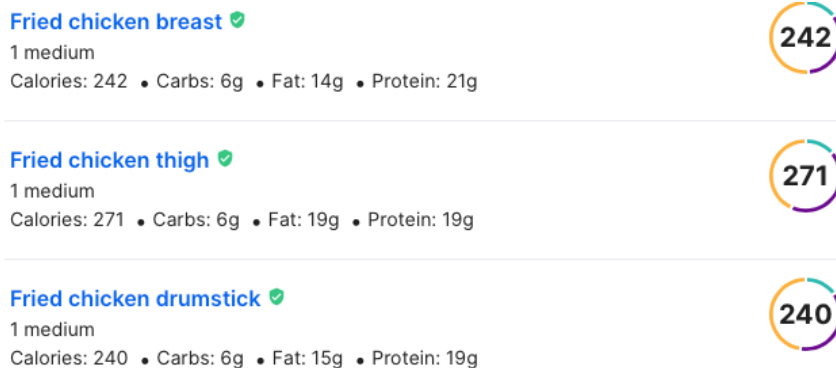 Fried chicken breast
242
1 medium
Calories: 242 • Carbs: 6g • Fat: 14g • Protein: 21g
Fried chicken thigh
271
1 medium
Calories: 271 • Carbs: 6g • Fat: 19g • Protein: 19g
Fried chicken drumstick
240
1 medium
Calories: 240 • Carbs: 6g • Fat: 15g • Protein: 19g